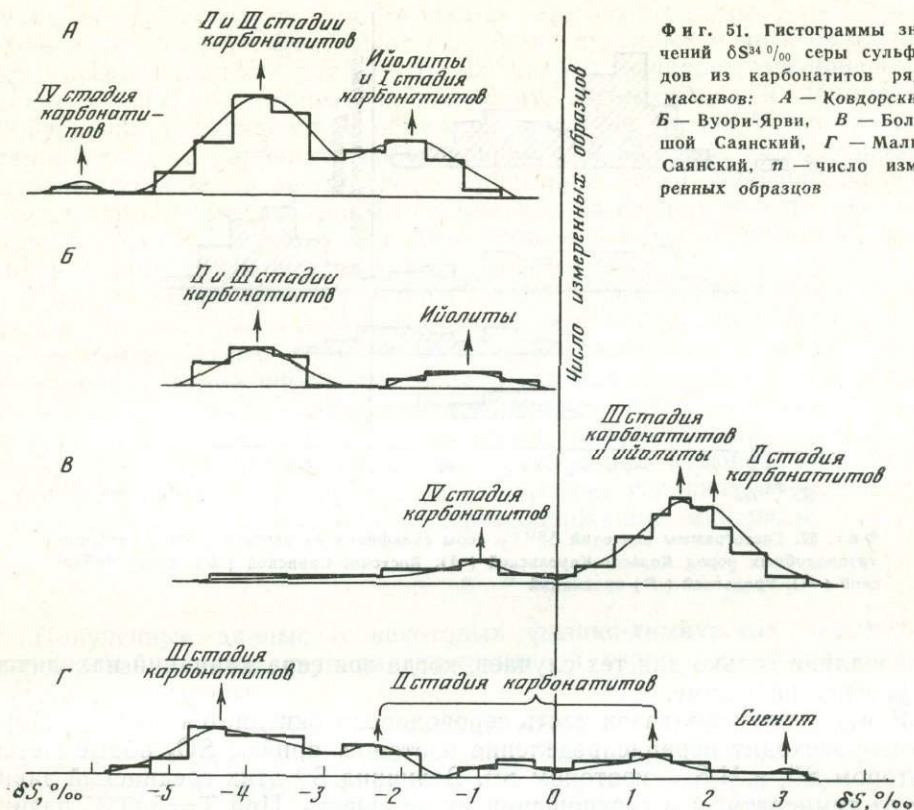 А
II и III стадии
карбонатитов
IV стадия
карбонати-
тов
Ийолиты
и I стадия
карбонатитов
Число измеренных образцов
Фиг. 51. Гистограммы зн
чений δS³⁴ ⁰/₀₀ серы сульф
дов из карбонатитов ря
массивов: А — Ковдорски
Б — Вуори-Ярви, В — Бол
шой Саянский, Г — Мал
Саянский, n — число изм
ренных образцов
Б
II и III стадии
карбонатитов
Ийолиты
В
III стадия
карбонатитов
и ийолиты
II стадия
карбонатитов
IV стадия
карбонатитов
Г
III стадия
II стадия карбонатитов
Сиенит
δS, ‰ -5 -4 -3 -2 -1 0 1 2 3 δS, ‰